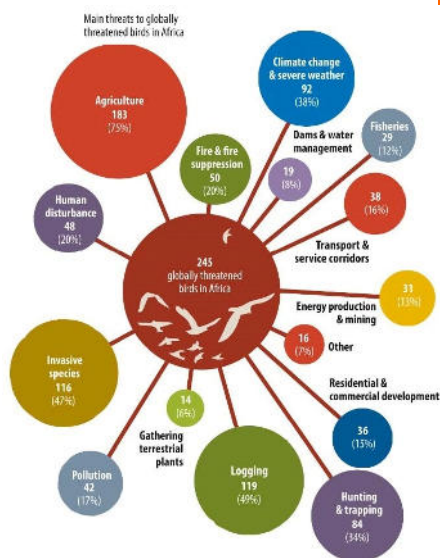 Main threats to globally
threatened birds in Africa
Agriculture
183
(75%)
Climate change
& severe weather
92
(38%)
Fire & fire
suppression
50
(20%)
Dams & water
management
19
(8%)
Fisheries
29
(12%)
Human
disturbance
48
(20%)
38
(16%)
Transport &
service corridors
245
globally threatened
birds in Africa
31
(13%)
Energy production
& mining
16
(7%)
Other
Invasive
species
116
(47%)
14
(6%)
Gathering
terrestrial
plants
Residential &
commercial development
36
(15%)
Pollution
42
(17%)
Logging
119
(49%)
Hunting
& trapping
84
(34%)